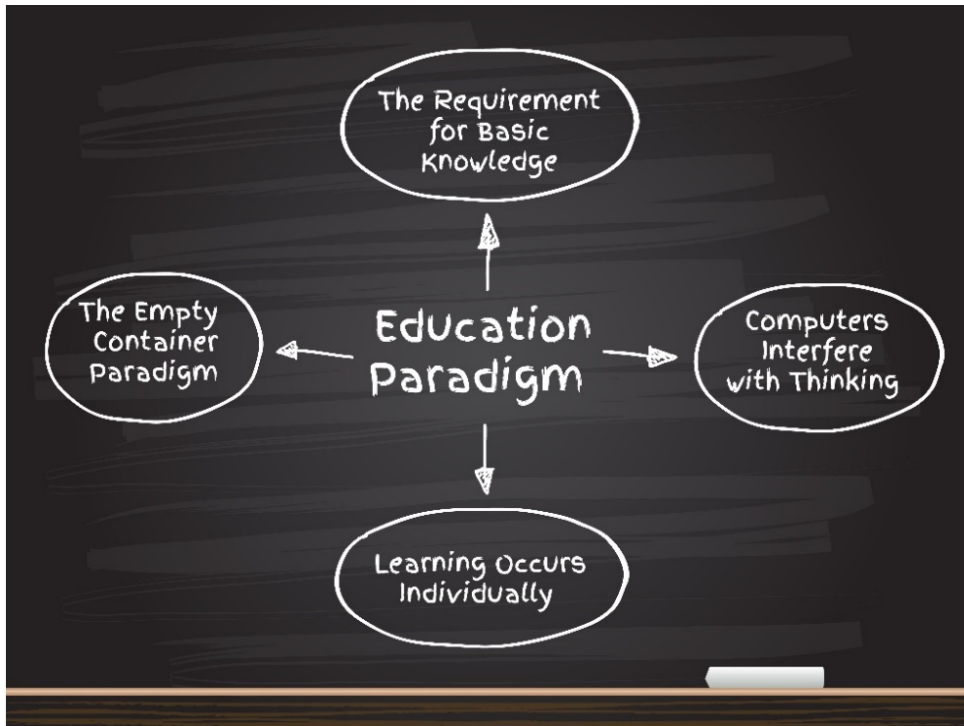 The Requirement
for Basic
Knowledge
The Empty
Container
Paradigm
Education
Paradigm
Computers
Interfere
with Thinking
Learning Occurs
Individually